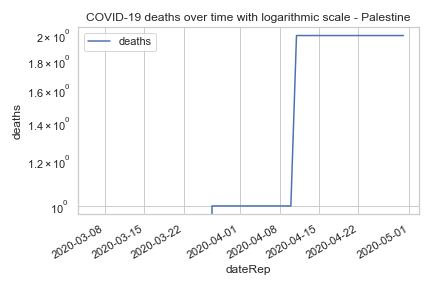 COVID-19 deaths over time with logarithmic scale - Palestine
deaths
2 × 10⁰
1.8 × 10⁰
1.6 × 10⁰
1.4 × 10⁰
1.2 × 10⁰
10⁰
deaths
2020-03-08
2020-03-15
2020-03-22
2020-04-01
2020-04-08
2020-04-15
2020-04-22
2020-05-01
dateRep